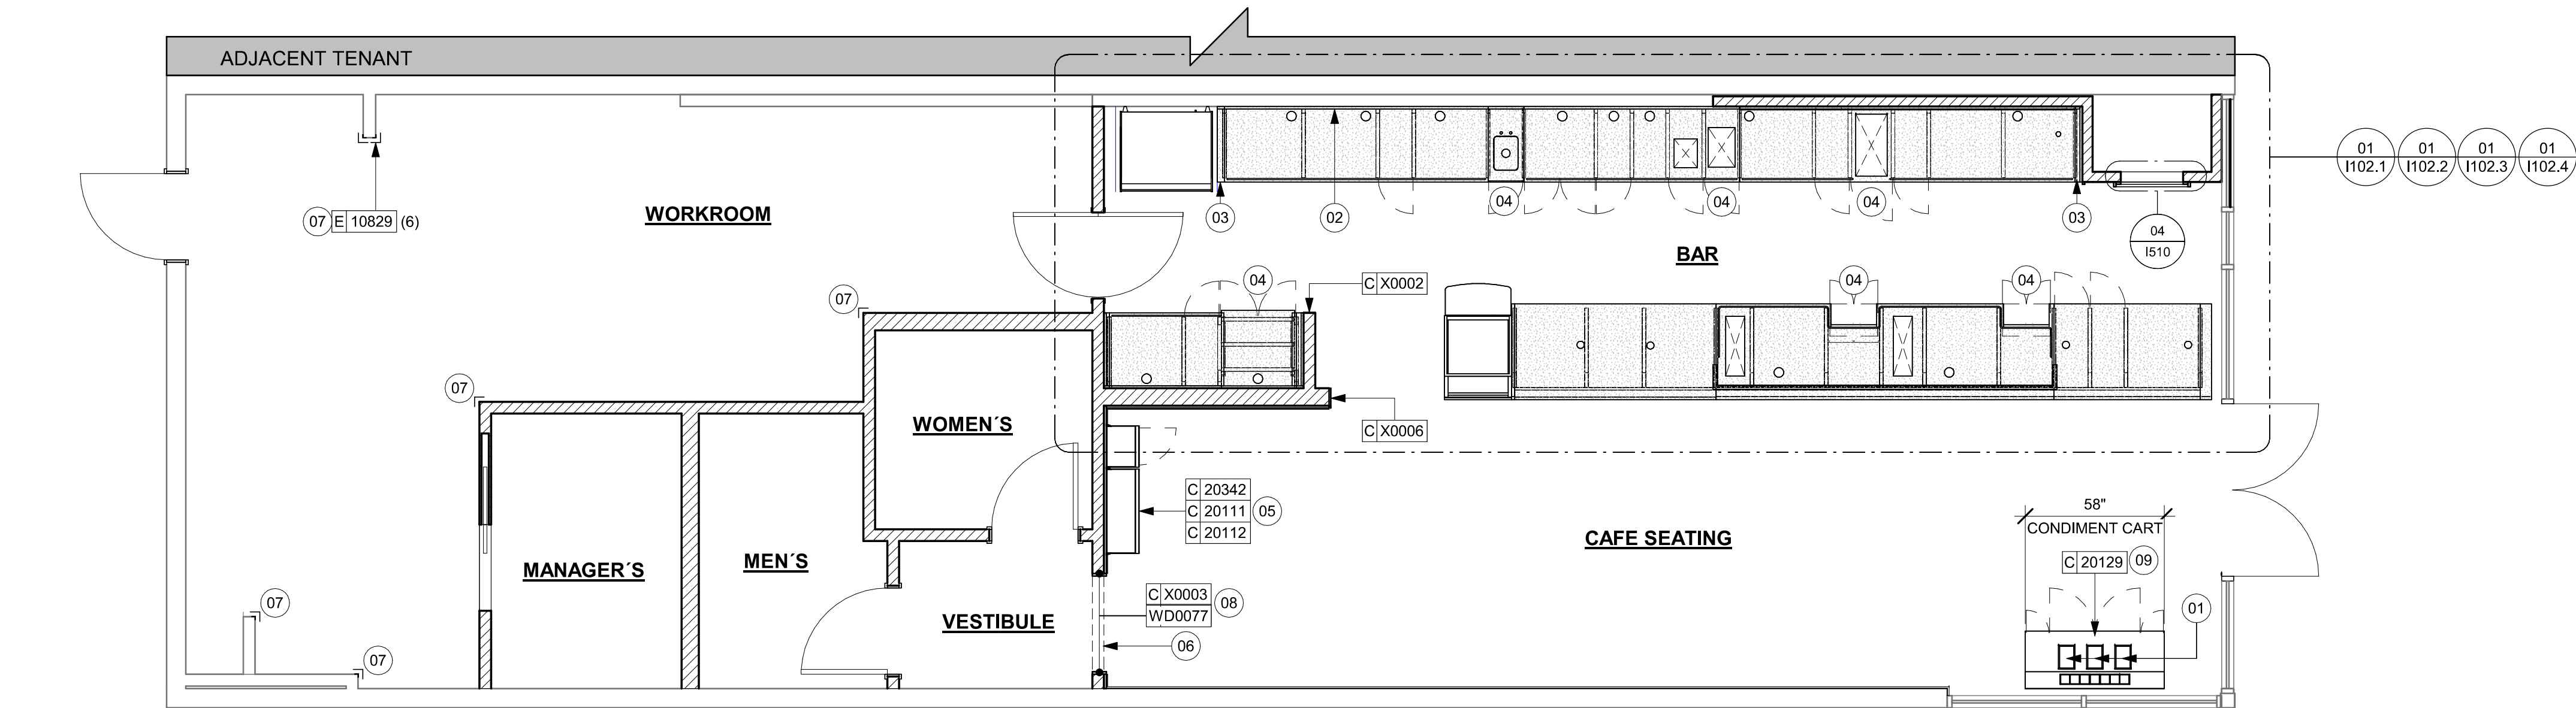 ADJACENT TENANT
01 01 01 01
I102.1 I102.2 I102.3 I102.4
04 04 04
07 E 10829 (6)
WORKROOM
03 02 03
04
I510
BAR
04 04 04
C X0002
07
07
WOMEN´S
C X0006
C 20342
C 20111 05
C 20112
58"
CONDIMENT CART
CAFE SEATING
C 20129 09
MANAGER´S
MEN´S
07
C X0003 08
WD0077
01
VESTIBULE
06
07